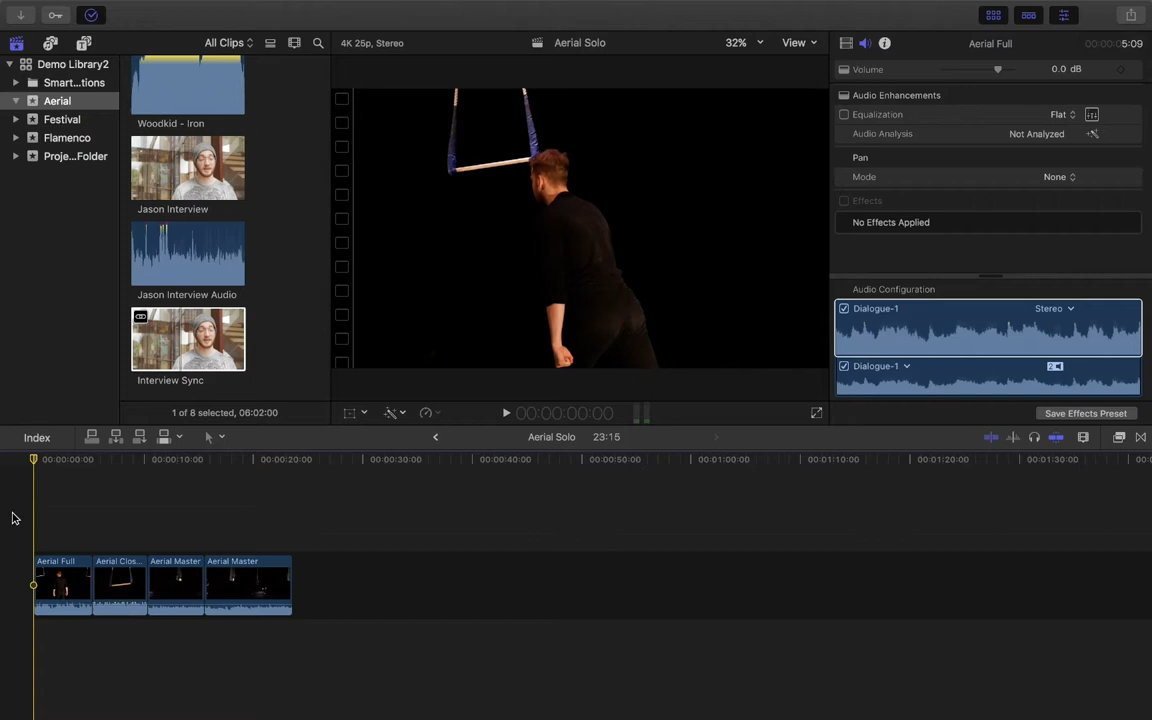 All Clips
4K 25p, Stereo
Aerial Solo
32%
View
Aerial Full
5:09
Demo Library2
Smart...tions
Aerial
Festival
Flamenco
Proje...Folder
Woodkid - Iron
Jason Interview
Jason Interview Audio
Interview Sync
1 of 8 selected, 06:02:00
00:00:00:00
Volume
0.0 dB
Audio Enhancements
Equalization
Flat
Audio Analysis
Not Analyzed
Pan
Mode
None
Effects
No Effects Applied
Audio Configuration
Dialogue-1
Stereo
Dialogue-1
2
Save Effects Preset
Index
Aerial Solo
23:15
00:00:00:00
00:00:10:00
00:00:20:00
00:00:30:00
00:00:40:00
00:00:50:00
00:01:00:00
00:01:10:00
00:01:20:00
00:01:30:00
Aerial Full
Aerial Clos...
Aerial Master
Aerial Master